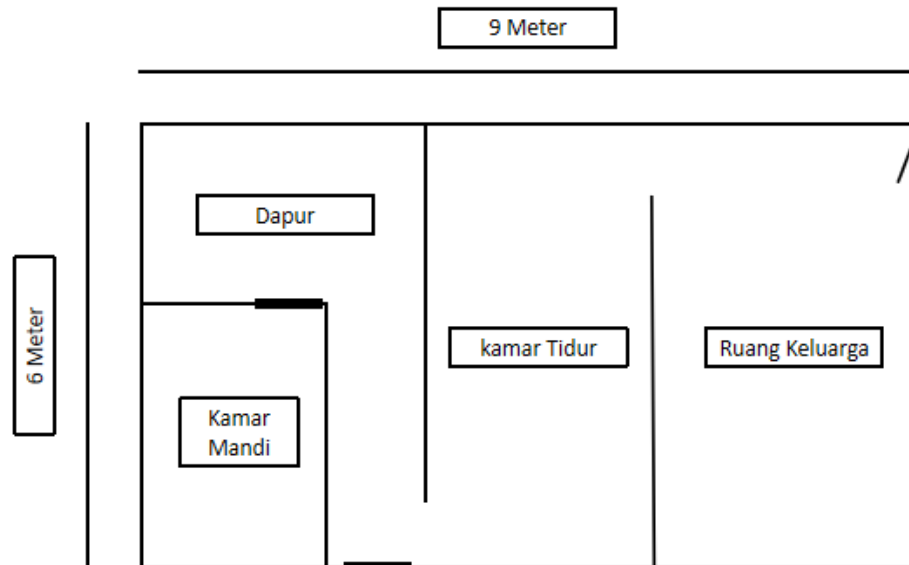 9 Meter
Dapur
6 Meter
kamar Tidur
Ruang Keluarga
Kamar
Mandi